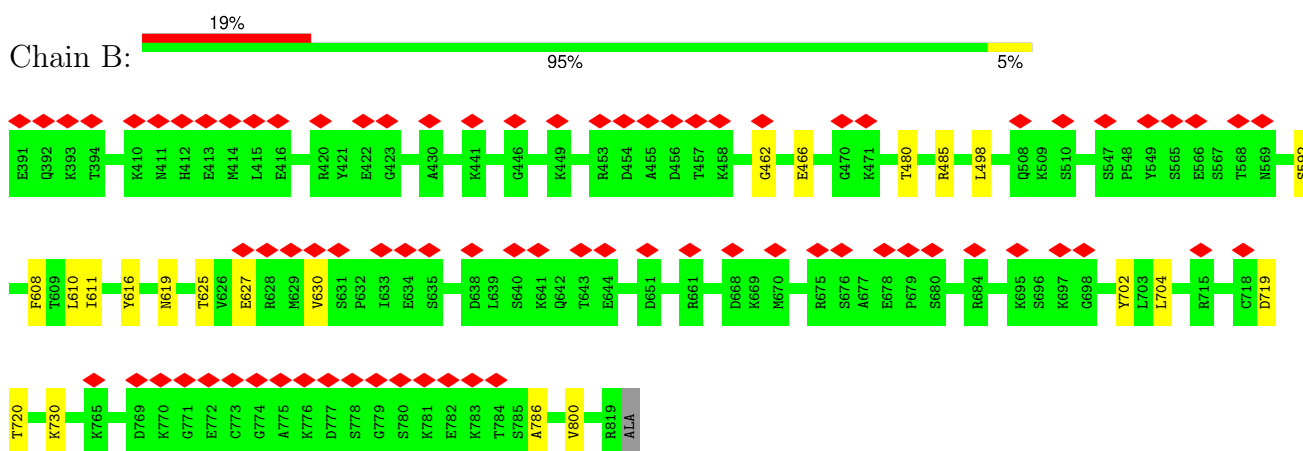 19%
Chain B:
95% 5%
E391 Q392 K393 T394 K410 N411 H412 E413 M414 L415 E416 R420 Y421 E422 G423 A430 K441 G446 K449 R453 D454 A455 D456 T457 K458 G462 E466 G470 K471 T480 R485 L498 Q508 K509 S510 S547 P548 Y549 S565 E566 S567 T568 N569 S592
F608 T609 L610 I611 Y616 N619 T625 V626 E627 R628 M629 V630 S631 P632 I633 E634 S635 D638 L639 S640 K641 Q642 T643 E644 D651 R661 D668 K669 M670 R675 S676 A677 E678 P679 S680 R684 K695 S696 K697 G698 Y702 L703 L704 R715 C718 D719
T720 K730 K765 D769 K770 G771 E772 C773 G774 A775 K776 D777 S778 G779 S780 K781 E782 K783 T784 S785 A786 V800 R819 ALA